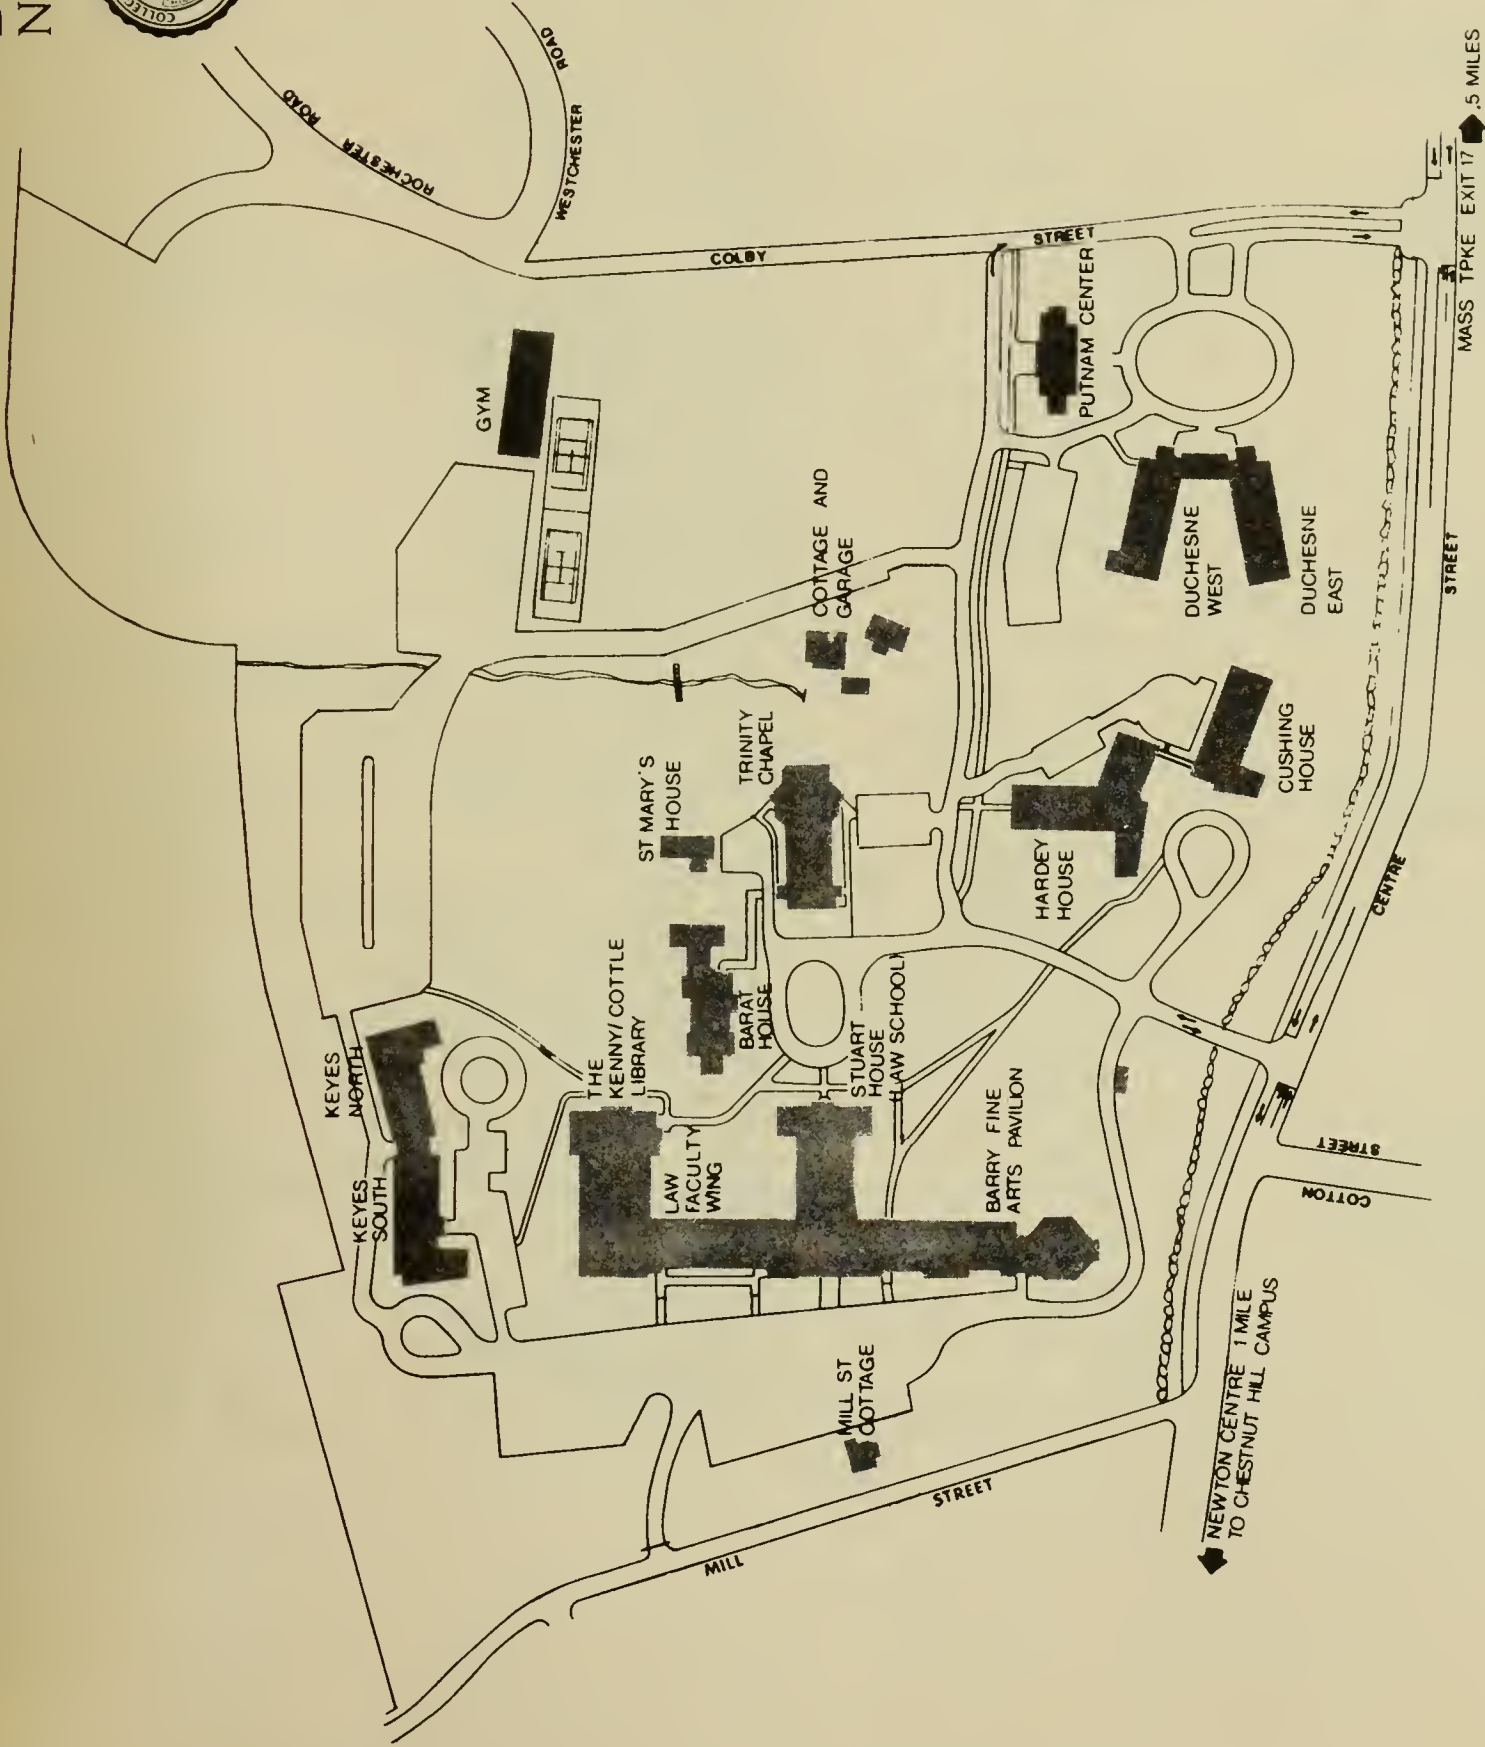 N
COLLEG
ROCHESTER
ROAD
WESTCHESTER
ROAD
COLBY
STREET
GYM
PUTNAM CENTER
COTTAGE AND
GARAGE
DUCHESNE
WEST
DUCHESNE
EAST
TRINITY
CHAPEL
ST MARY'S
HOUSE
CUSHING
HOUSE
HARDEY
HOUSE
BARAT
HOUSE
THE
KENNY/COTTLE
LIBRARY
KEYES
NORTH
KEYES
SOUTH
STUART
HOUSE
(LAW SCHOOL)
LAW
FACULTY
WING
BARRY FINE
ARTS PAVILION
MILL ST
COTTAGE
MILL
STREET
CENTRE
STREET
COTTON
STREET
MASS TPKE EXIT 17 .5 MILES
NEWTON CENTRE 1 MILE
TO CHESTNUT HILL CAMPUS